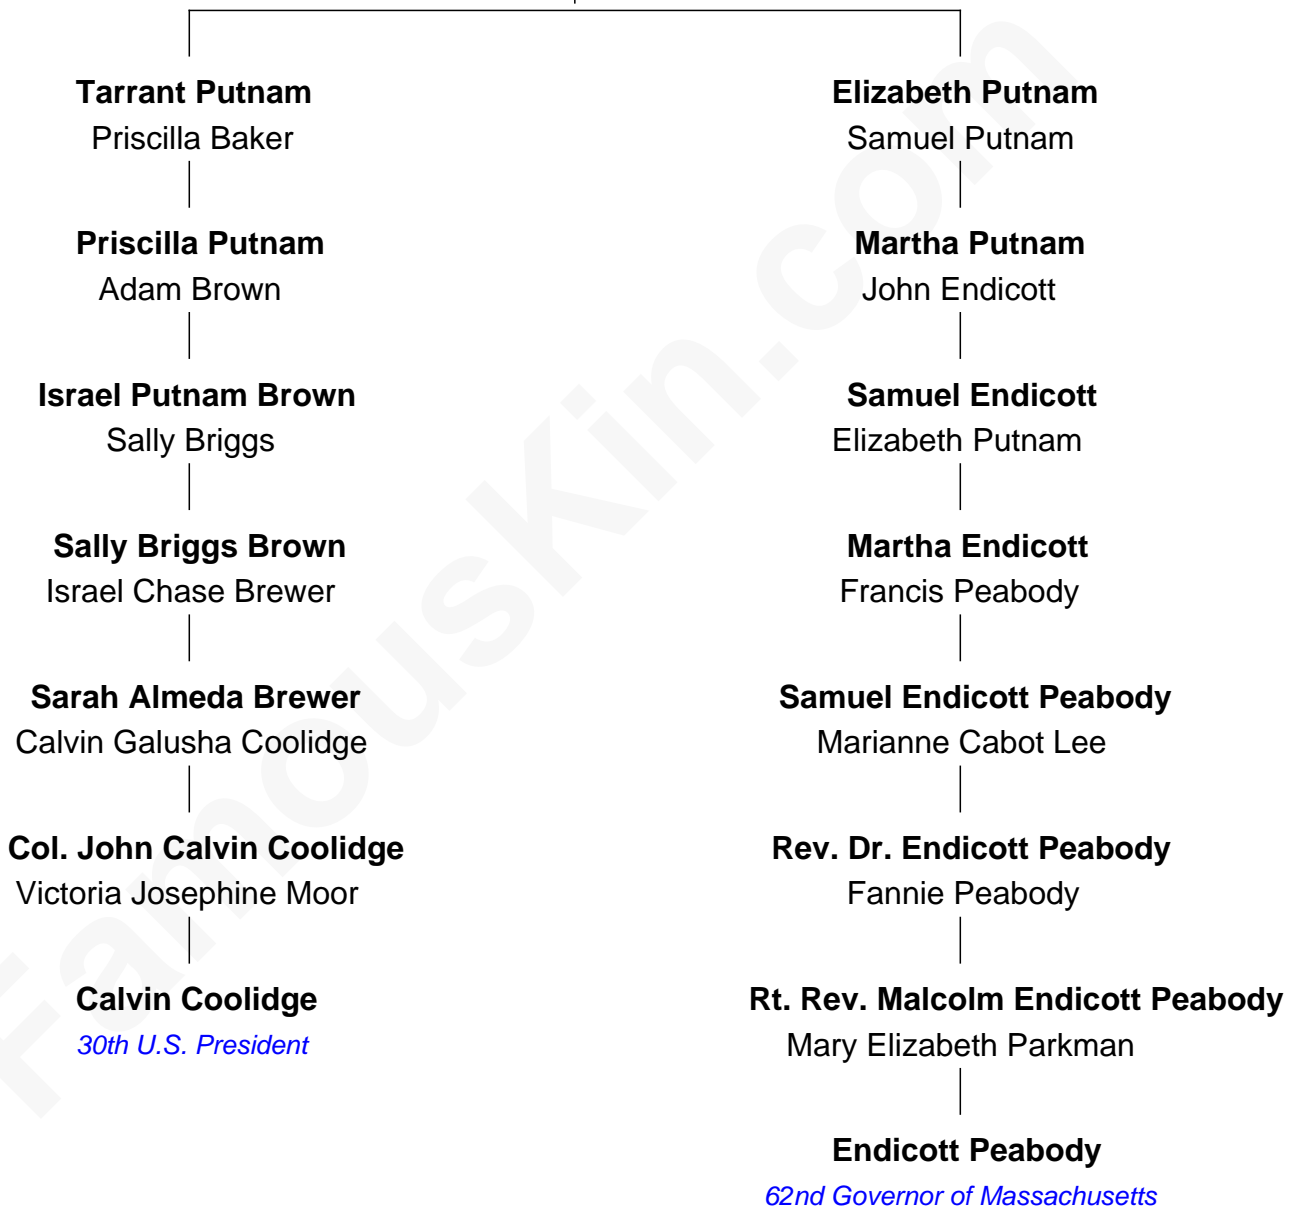 Tarrant Putnam
Priscilla Baker
Priscilla Putnam
Adam Brown
Israel Putnam Brown
Sally Briggs
Sally Briggs Brown
Israel Chase Brewer
Sarah Almeda Brewer
Calvin Galusha Coolidge
Col. John Calvin Coolidge
Victoria Josephine Moor
Calvin Coolidge
30th U.S. President
Elizabeth Putnam
Samuel Putnam
Martha Putnam
John Endicott
Samuel Endicott
Elizabeth Putnam
Martha Endicott
Francis Peabody
Samuel Endicott Peabody
Marianne Cabot Lee
Rev. Dr. Endicott Peabody
Fannie Peabody
Rt. Rev. Malcolm Endicott Peabody
Mary Elizabeth Parkman
Endicott Peabody
62nd Governor of Massachusetts
FamousKin.com